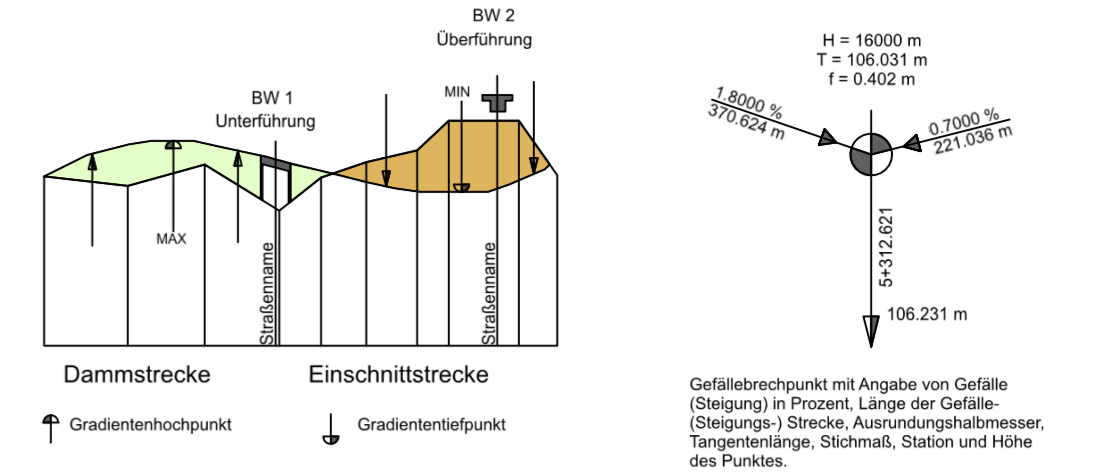 BW 2
Überführung
MIN
BW 1
Unterführung
MAX
Straßenname
Straßenname
Dammstrecke
Einschnittstrecke
Gradientenhochpunkt
Gradiententiefpunkt
H = 16000 m
T = 106.031 m
f = 0.402 m
1.8000 %
370.624 m
0.7000 %
221.036 m
5+312.621
106.231 m
Gefällebrechpunkt mit Angabe von Gefälle
(Steigung) in Prozent, Länge der Gefälle-
(Steigungs-) Strecke, Ausrundungshalbmesser,
Tangentenlänge, Stichmaß, Station und Höhe
des Punktes.